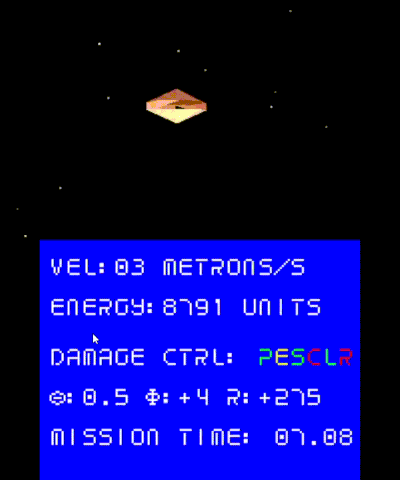 VEL: 03 METRONS/S
ENERGY: 8791 UNITS
DAMAGE CTRL: PESCLR
Θ: 0.5 Φ: +4 R: +275
MISSION TIME: 07.08